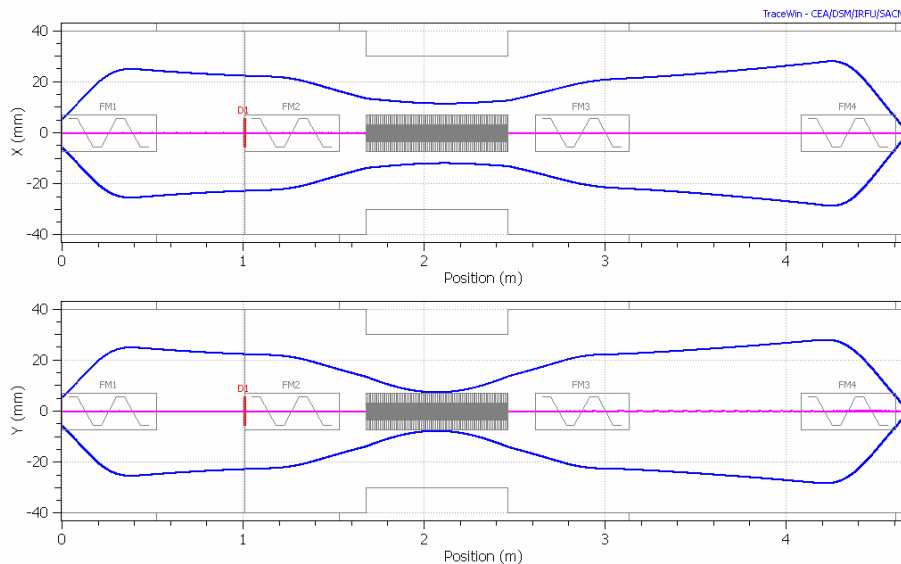 TraceWin - CEA/DSM/IRFU/SACM
40
20
0
-20
-40
X (mm)
FM1
D1
FM2
FM3
FM4
0 1 2 3 4
Position (m)
40
20
0
-20
-40
Y (mm)
FM1
D1
FM2
FM3
FM4
0 1 2 3 4
Position (m)